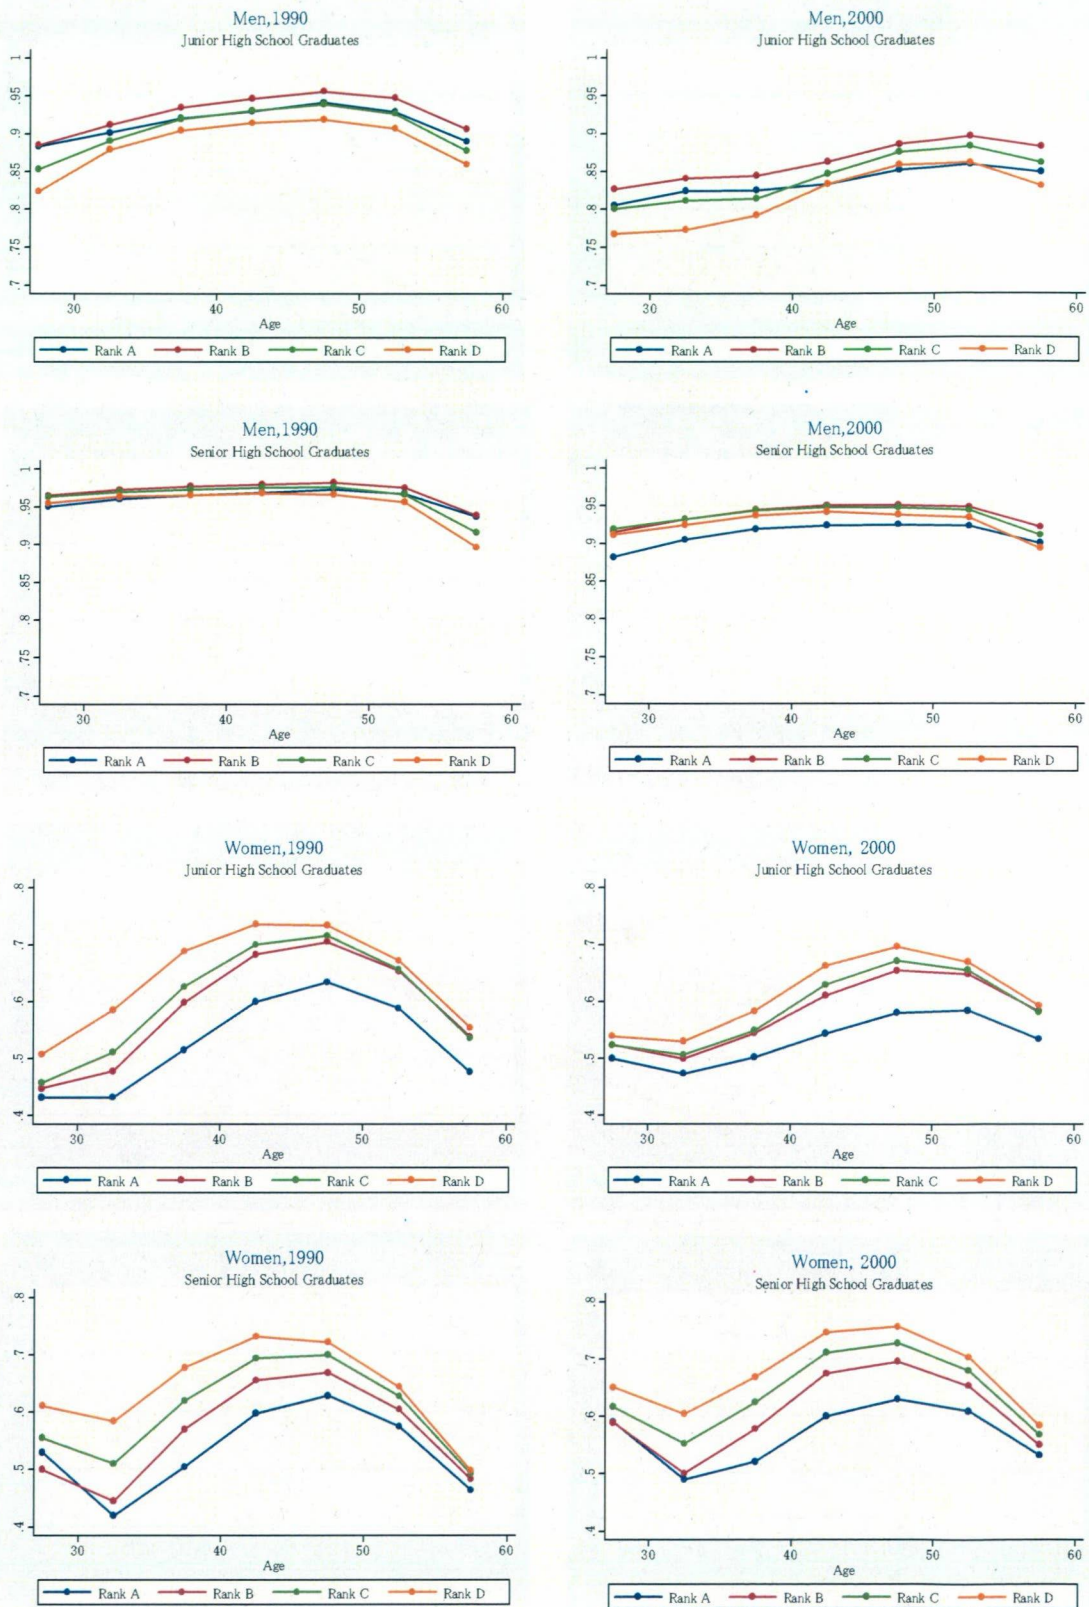 Men,1990
Junior High School Graduates
1
.95
.9
.85
.8
.75
.7
30 40 50 60
Age
Rank A Rank B Rank C Rank D
Men,2000
Junior High School Graduates
1
.95
.9
.85
.8
.75
.7
30 40 50 60
Age
Rank A Rank B Rank C Rank D
Men,1990
Senior High School Graduates
1
.95
.9
.85
.8
.75
.7
30 40 50 60
Age
Rank A Rank B Rank C Rank D
Men,2000
Senior High School Graduates
1
.95
.9
.85
.8
.75
.7
30 40 50 60
Age
Rank A Rank B Rank C Rank D
Women,1990
Junior High School Graduates
.8
.7
.6
.5
.4
30 40 50 60
Age
Rank A Rank B Rank C Rank D
Women, 2000
Junior High School Graduates
.8
.7
.6
.5
.4
30 40 50 60
Age
Rank A Rank B Rank C Rank D
Women,1990
Senior High School Graduates
.8
.7
.6
.5
.4
30 40 50 60
Age
Rank A Rank B Rank C Rank D
Women, 2000
Senior High School Graduates
.8
.7
.6
.5
.4
30 40 50 60
Age
Rank A Rank B Rank C Rank D